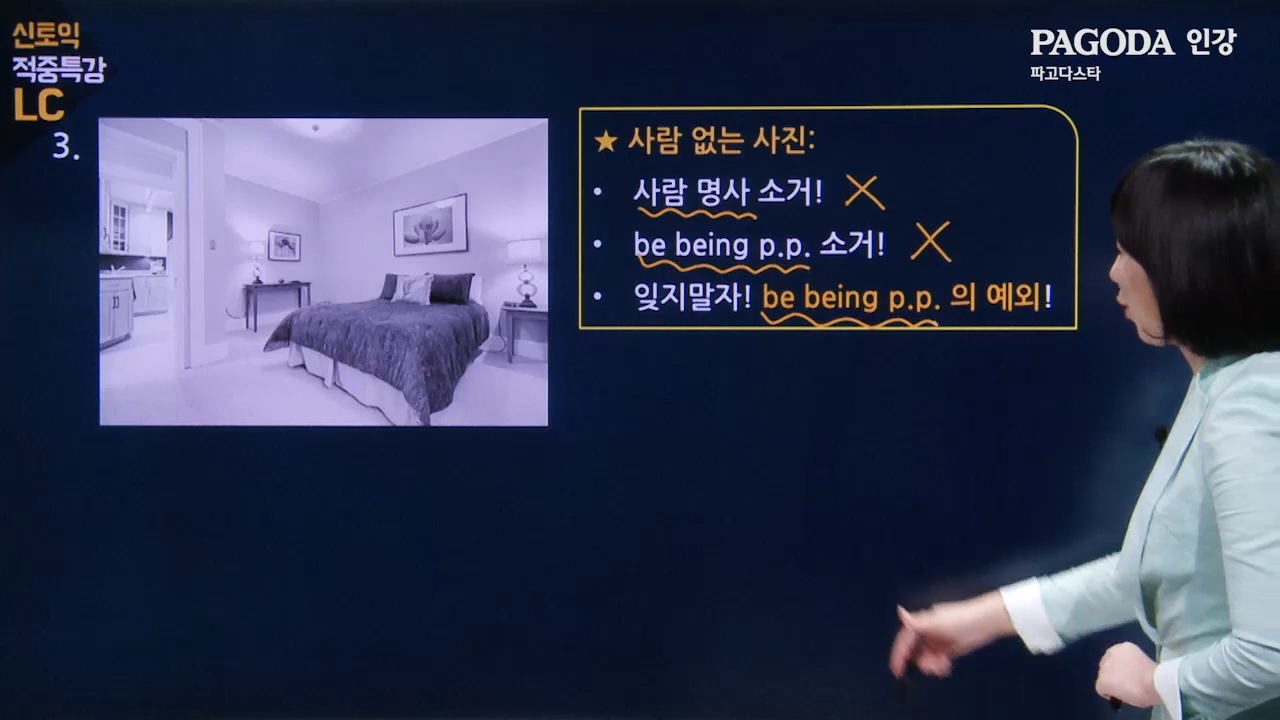 신토익
적중특강
LC
PAGODA 인강
파고다스타
3.
★ 사람 없는 사진:
• 사람 명사 소거! X
• be being p.p. 소거! X
• 잊지말자! be being p.p. 의 예외!